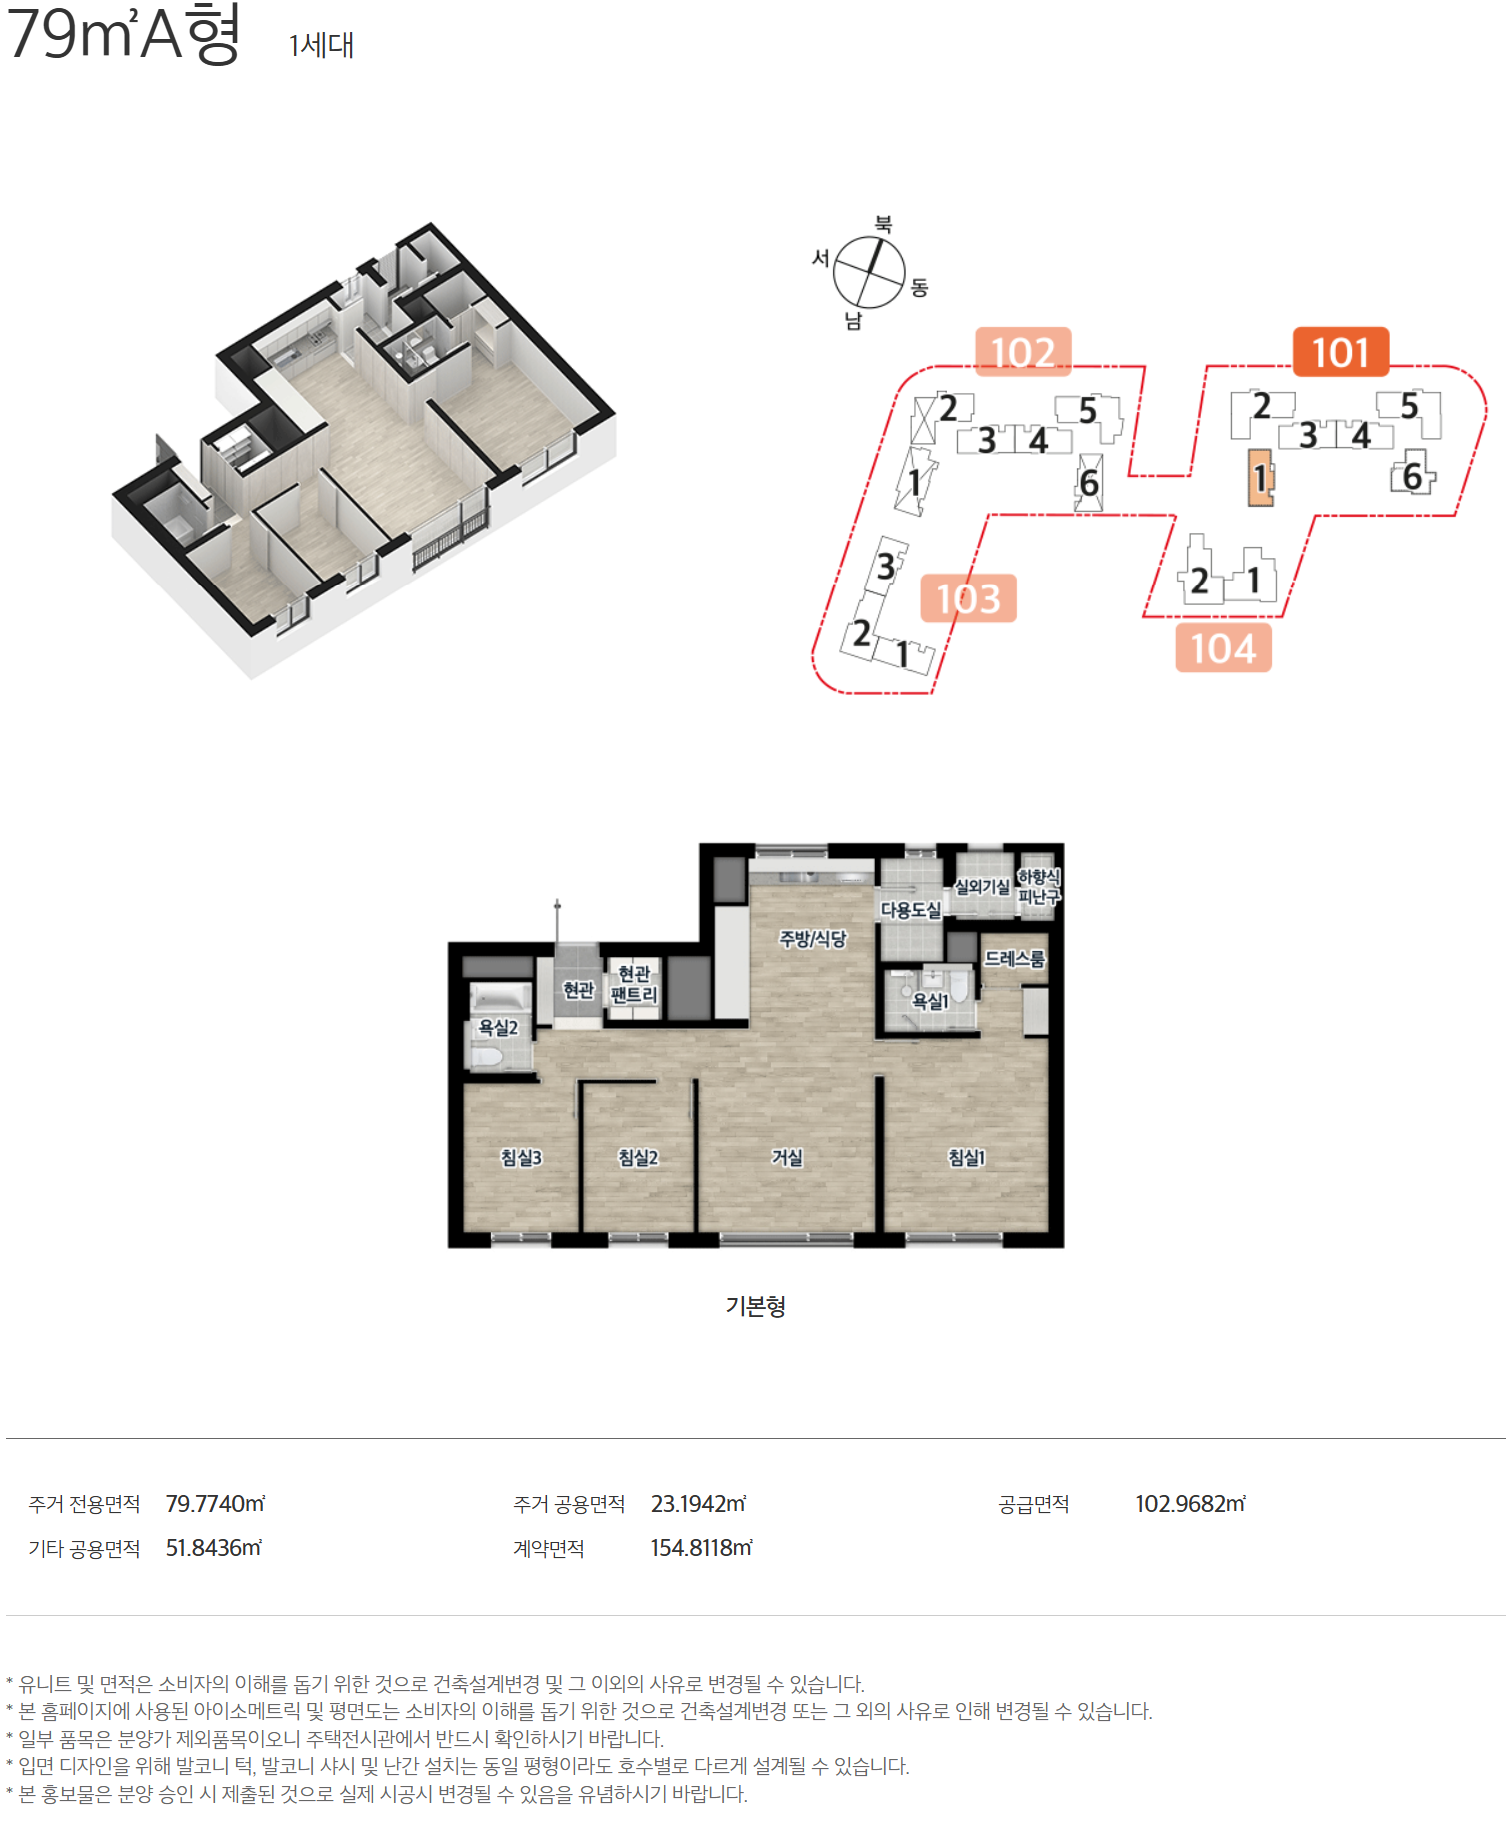 79㎡A형 1세대
북
서
동
남
102
101
2
5
3
4
1
6
2
5
3
4
1
6
3
103
2
1
2
1
104
실외기실
하향식
피난구
다용도실
주방/식당
드레스룸
현관
현관
팬트리
욕실1
욕실2
침실3
침실2
거실
침실1
기본형
주거 전용면적 79.7740㎡
주거 공용면적 23.1942㎡
공급면적 102.9682㎡
기타 공용면적 51.8436㎡
계약면적 154.8118㎡
* 유니트 및 면적은 소비자의 이해를 돕기 위한 것으로 건축설계변경 및 그 이외의 사유로 변경될 수 있습니다.
* 본 홈페이지에 사용된 아이소메트릭 및 평면도는 소비자의 이해를 돕기 위한 것으로 건축설계변경 또는 그 외의 사유로 인해 변경될 수 있습니다.
* 일부 품목은 분양가 제외품목이오니 주택전시관에서 반드시 확인하시기 바랍니다.
* 입면 디자인을 위해 발코니 턱, 발코니 샤시 및 난간 설치는 동일 평형이라도 호수별로 다르게 설계될 수 있습니다.
* 본 홍보물은 분양 승인 시 제출된 것으로 실제 시공시 변경될 수 있음을 유념하시기 바랍니다.